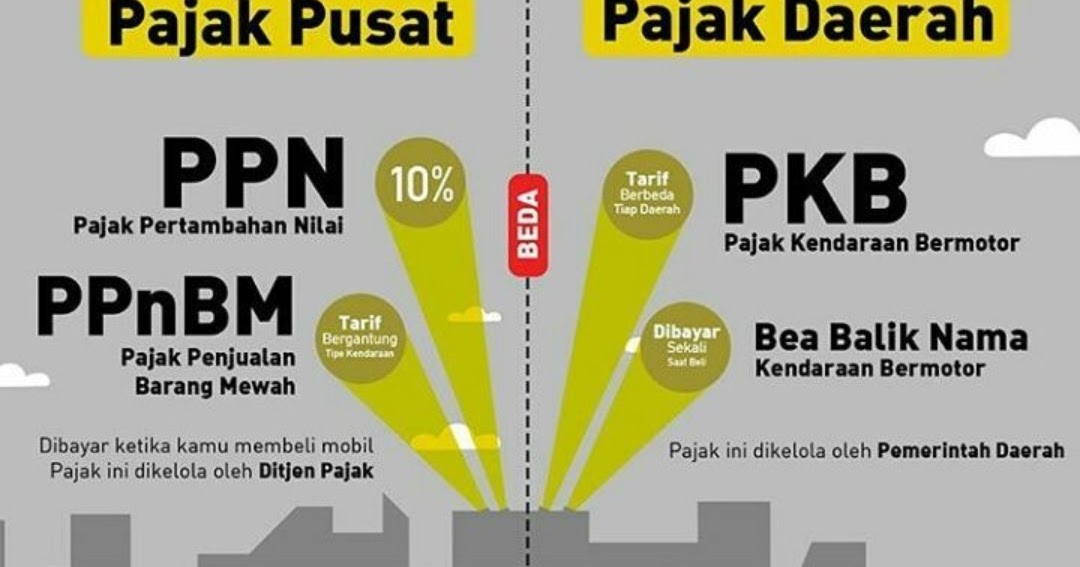 Pajak Pusat
PPN
Pajak Pertambahan Nilai
10%
PPnBM
Pajak Penjualan
Barang Mewah
Tarif
Bergantung
Tipe Kendaraan
Dibayar ketika kamu membeli mobil
Pajak ini dikelola oleh Ditjen Pajak
BEDA
Pajak Daerah
Tarif
Berbeda
Tiap Daerah
PKB
Pajak Kendaraan Bermotor
Dibayar
Sekali
Saat Beli
Bea Balik Nama
Kendaraan Bermotor
Pajak ini dikelola oleh Pemerintah Daerah